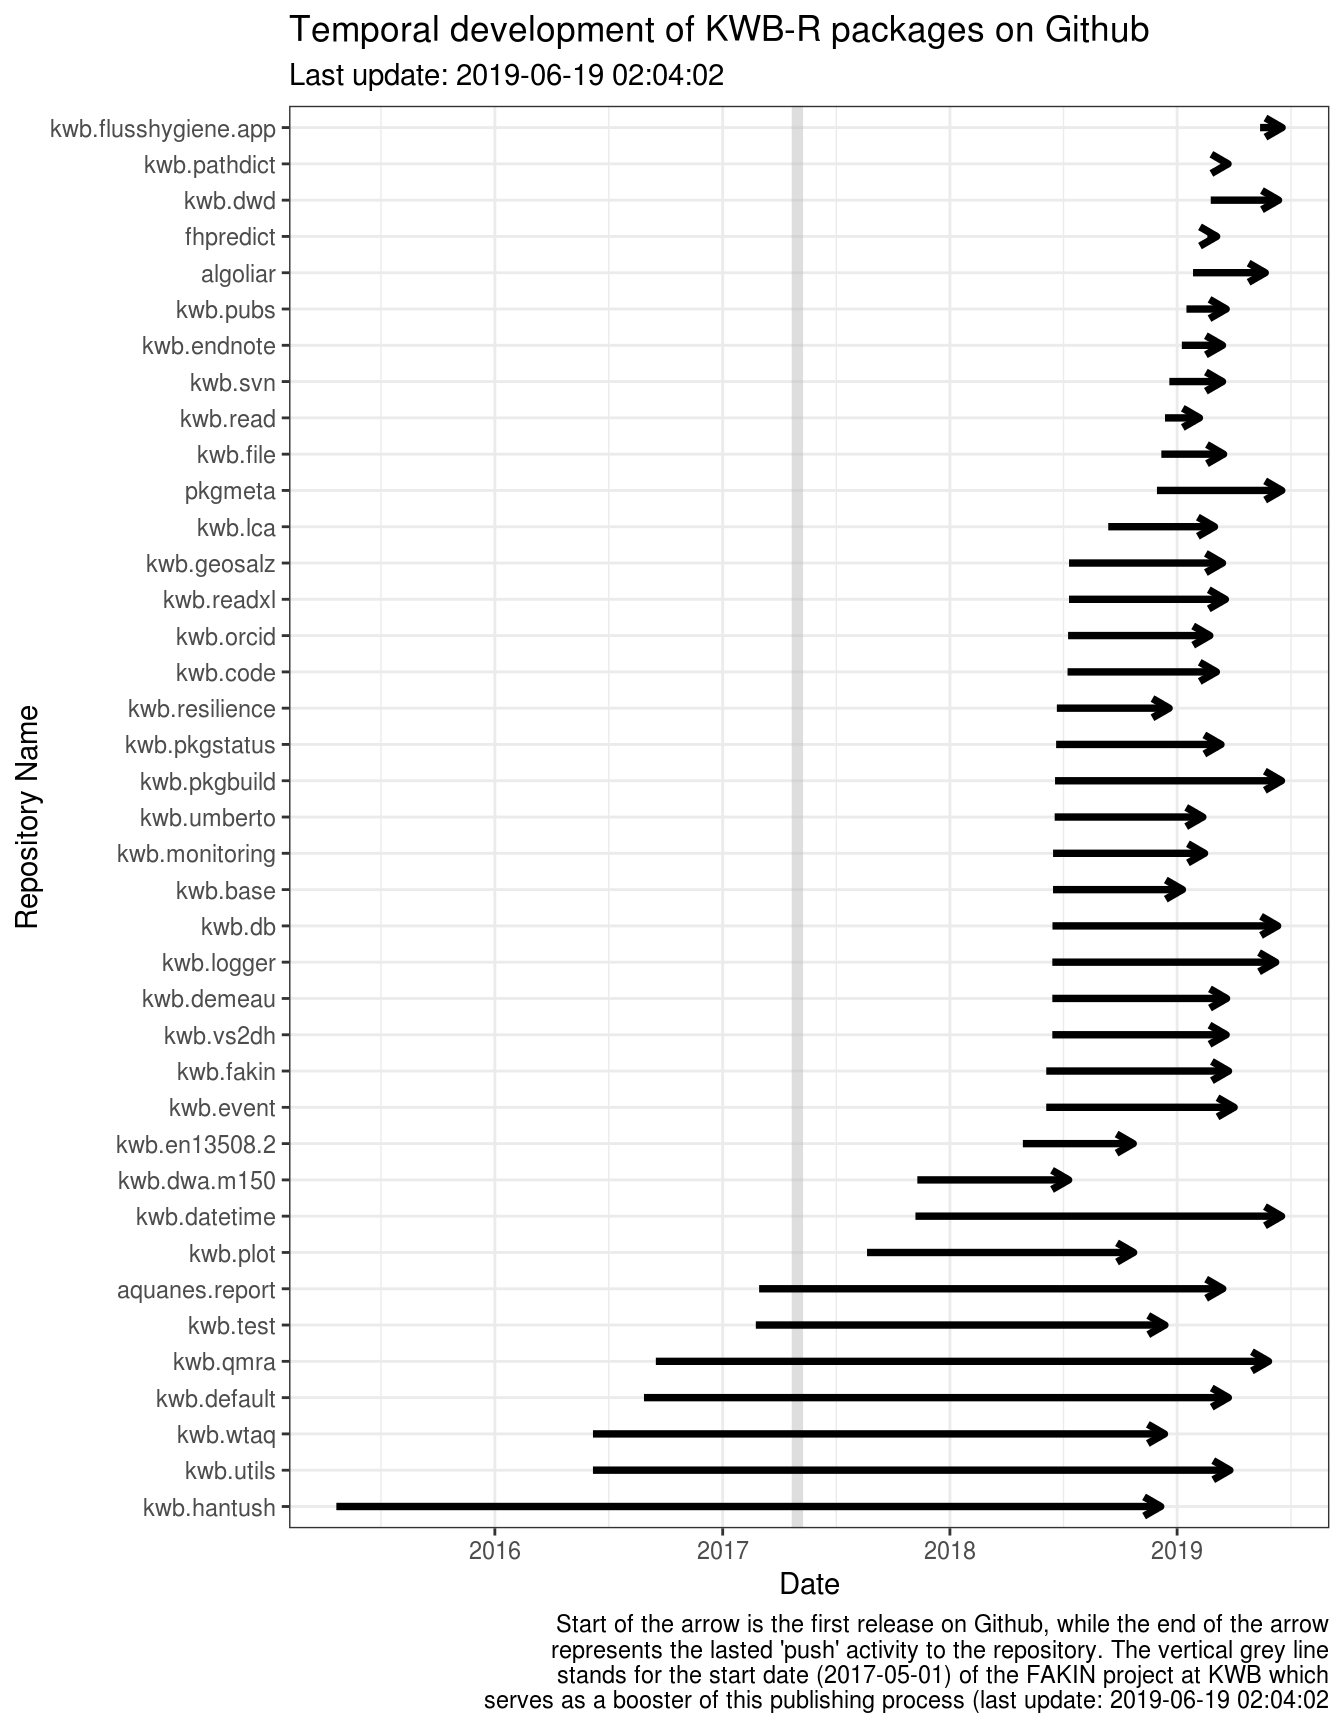 Temporal development of KWB-R packages on Github
Last update: 2019-06-19 02:04:02
kwb.flusshygiene.app
kwb.pathdict
kwb.dwd
fhpredict
algoliar
kwb.pubs
kwb.endnote
kwb.svn
kwb.read
kwb.file
pkgmeta
kwb.lca
kwb.geosalz
kwb.readxl
kwb.orcid
kwb.code
kwb.resilience
kwb.pkgstatus
kwb.pkgbuild
kwb.umberto
kwb.monitoring
kwb.base
kwb.db
kwb.logger
kwb.demeau
kwb.vs2dh
kwb.fakin
kwb.event
kwb.en13508.2
kwb.dwa.m150
kwb.datetime
kwb.plot
aquanes.report
kwb.test
kwb.qmra
kwb.default
kwb.wtaq
kwb.utils
kwb.hantush
Repository Name
2016
2017
2018
2019
Date
Start of the arrow is the first release on Github, while the end of the arrow
represents the lasted 'push' activity to the repository. The vertical grey line
stands for the start date (2017-05-01) of the FAKIN project at KWB which
serves as a booster of this publishing process (last update: 2019-06-19 02:04:02